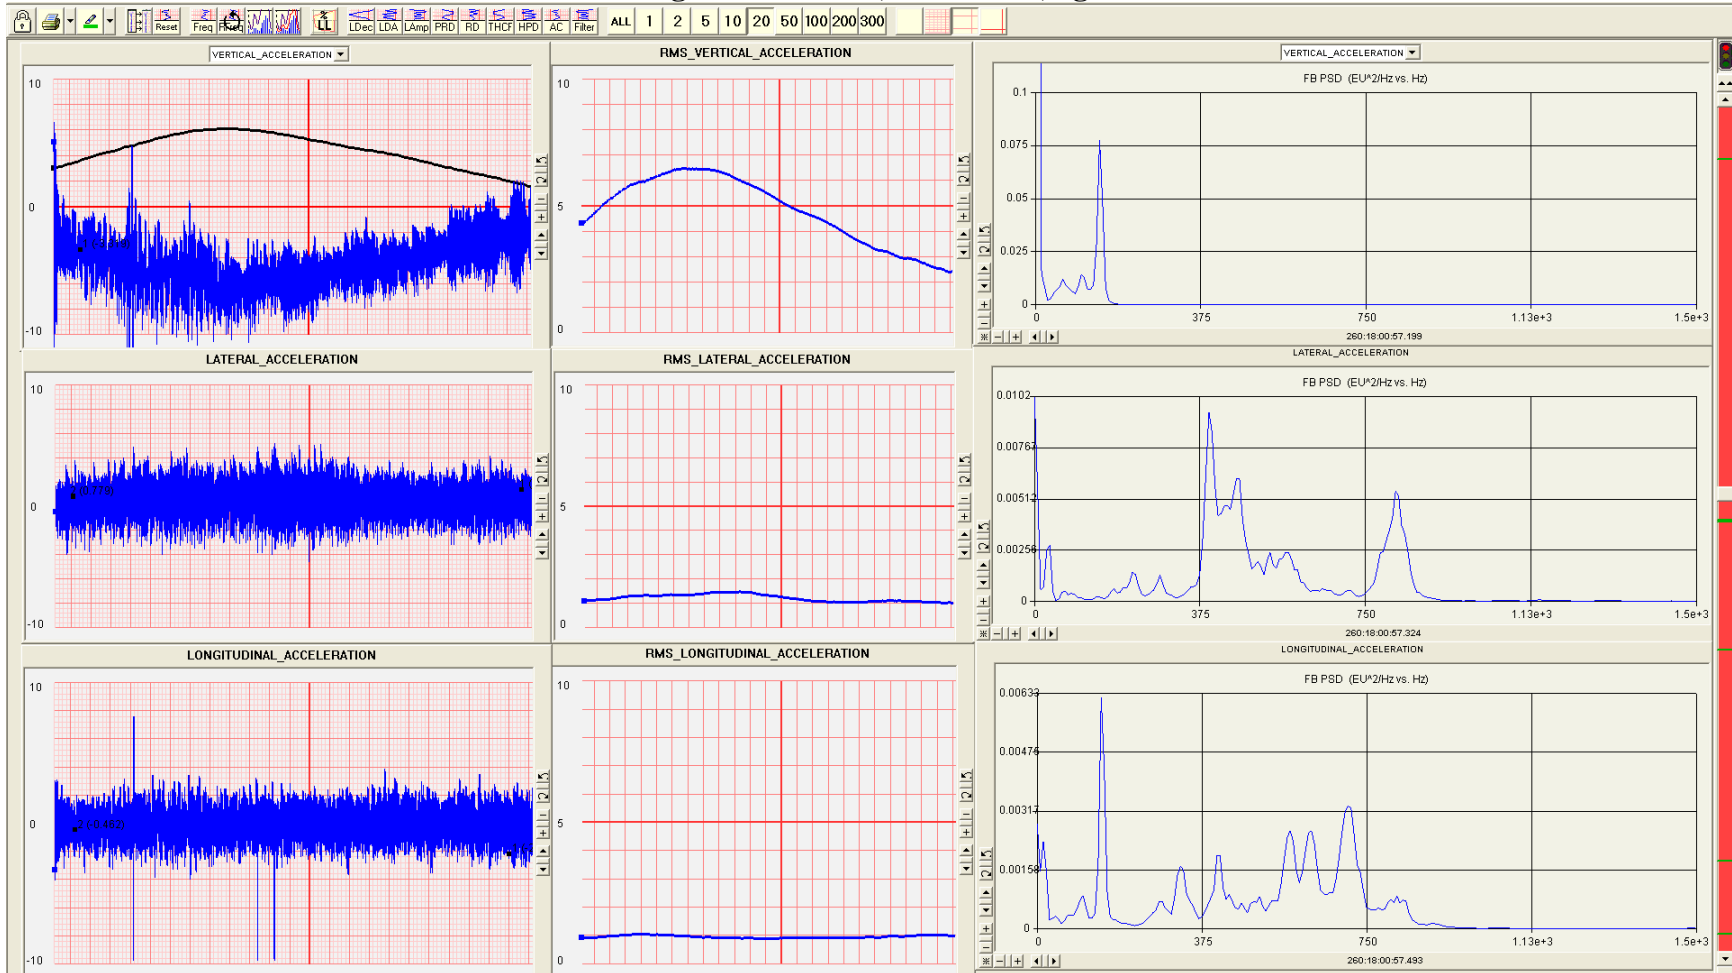 Reset Freq LDec LDA LAmp PRD RD THCF HPD AC Filter ALL 1 2 5 10 20 50 100 200 300
VERTICAL_ACCELERATION
10
0
-10
RMS_VERTICAL_ACCELERATION
10
5
0
VERTICAL_ACCELERATION
FB PSD (EU^2/Hz vs. Hz)
0.1
0.075
0.05
0.025
0
0 375 750 1.13e+3 1.5e+3
260:18:00:57.199
LATERAL_ACCELERATION
10
2 (0.779)
0
-10
RMS_LATERAL_ACCELERATION
10
5
0
LATERAL_ACCELERATION
FB PSD (EU^2/Hz vs. Hz)
0.0102
0.00767
0.00512
0.00256
0
0 375 750 1.13e+3 1.5e+3
260:18:00:57.324
LONGITUDINAL_ACCELERATION
10
0
2 (-0.462)
-10
RMS_LONGITUDINAL_ACCELERATION
10
5
0
LONGITUDINAL_ACCELERATION
FB PSD (EU^2/Hz vs. Hz)
0.00633
0.00475
0.00317
0.00158
0
0 375 750 1.13e+3 1.5e+3
260:18:00:57.493